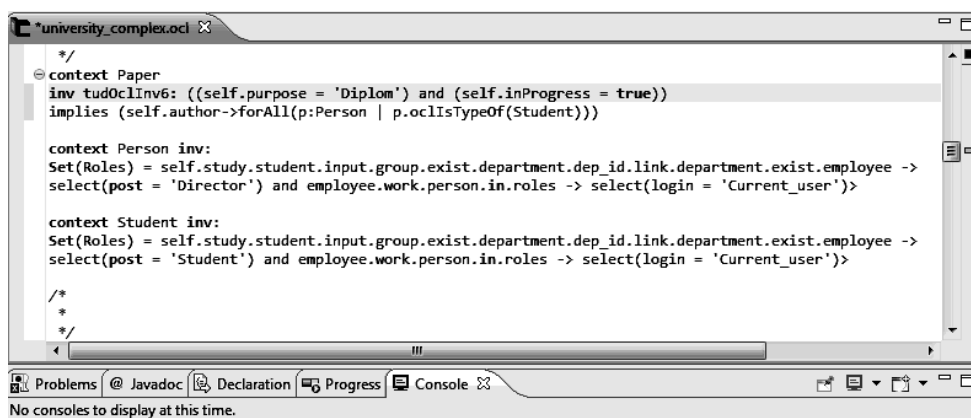 *university_complex.ocl
*/
context Paper
inv tudOclInv6: ((self.purpose = 'Diplom') and (self.inProgress = true))
implies (self.author->forAll(p:Person | p.oclIsTypeOf(Student)))
context Person inv:
Set(Roles) = self.study.student.input.group.exist.department.dep_id.link.department.exist.employee ->
select(post = 'Director') and employee.work.person.in.roles -> select(login = 'Current_user')>
context Student inv:
Set(Roles) = self.study.student.input.group.exist.department.dep_id.link.department.exist.employee ->
select(post = 'Student') and employee.work.person.in.roles -> select(login = 'Current_user')>
/*
*
*/
Problems @ Javadoc Declaration Progress Console
No consoles to display at this time.